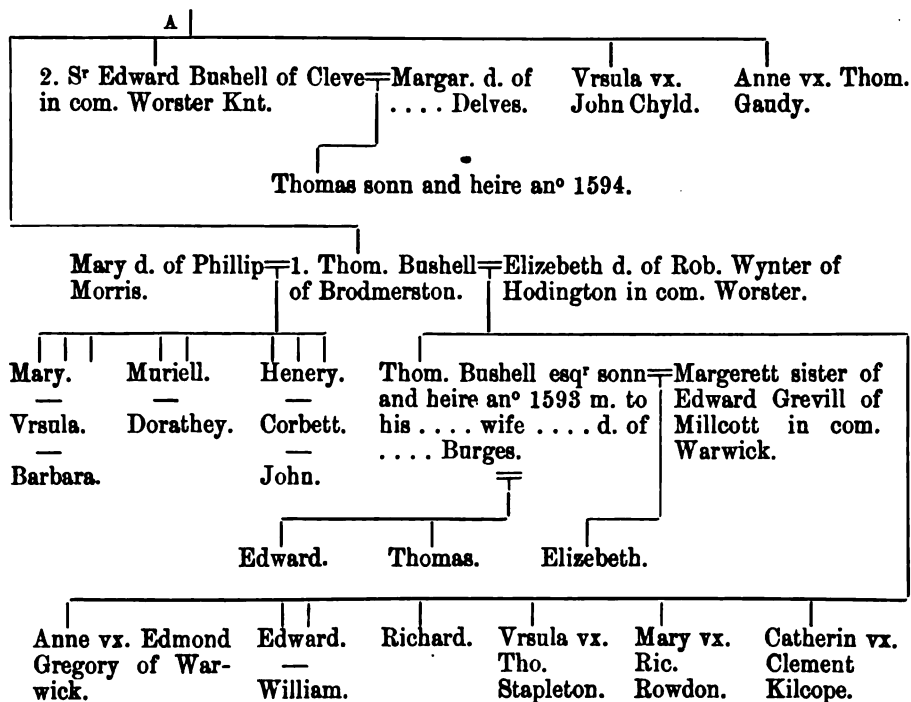 A
2. Sʳ Edward Bushell of Cleve
in com. Worster Knt.
Margar. d. of
. . . . Delves.
Vrsula vx.
John Chyld.
Anne vx. Thom.
Gaudy.
Thomas sonn and heire anᵒ 1594.
Mary d. of Phillip
Morris.
1. Thom. Bushell
of Brodmerston.
Elizebeth d. of Rob. Wynter of
Hodington in com. Worster.
Mary.
—
Vrsula.
—
Barbara.
Muriell.
—
Dorathey.
Henery.
—
Corbett.
—
John.
Thom. Bushell esqʳ sonn
and heire anᵒ 1593 m. to
his . . . . wife . . . . d. of
. . . . Burges.
Margerett sister of
Edward Grevill of
Millcott in com.
Warwick.
Edward.
Thomas.
Elizebeth.
Anne vx. Edmond
Gregory of War-
wick.
Edward.
—
William.
Richard.
Vrsula vx.
Tho.
Stapleton.
Mary vx.
Ric.
Rowdon.
Catherin vx.
Clement
Kilcope.